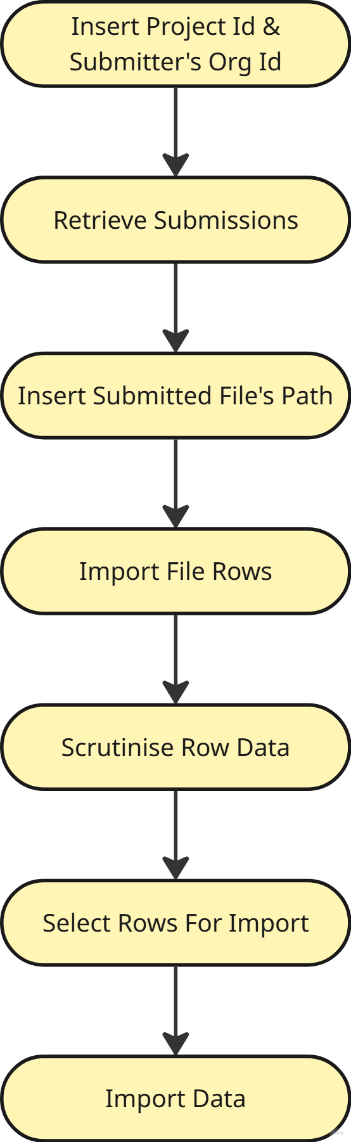 Insert Project Id &
Submitter's Org Id
Retrieve Submissions
Insert Submitted File's Path
Import File Rows
Scrutinise Row Data
Select Rows For Import
Import Data